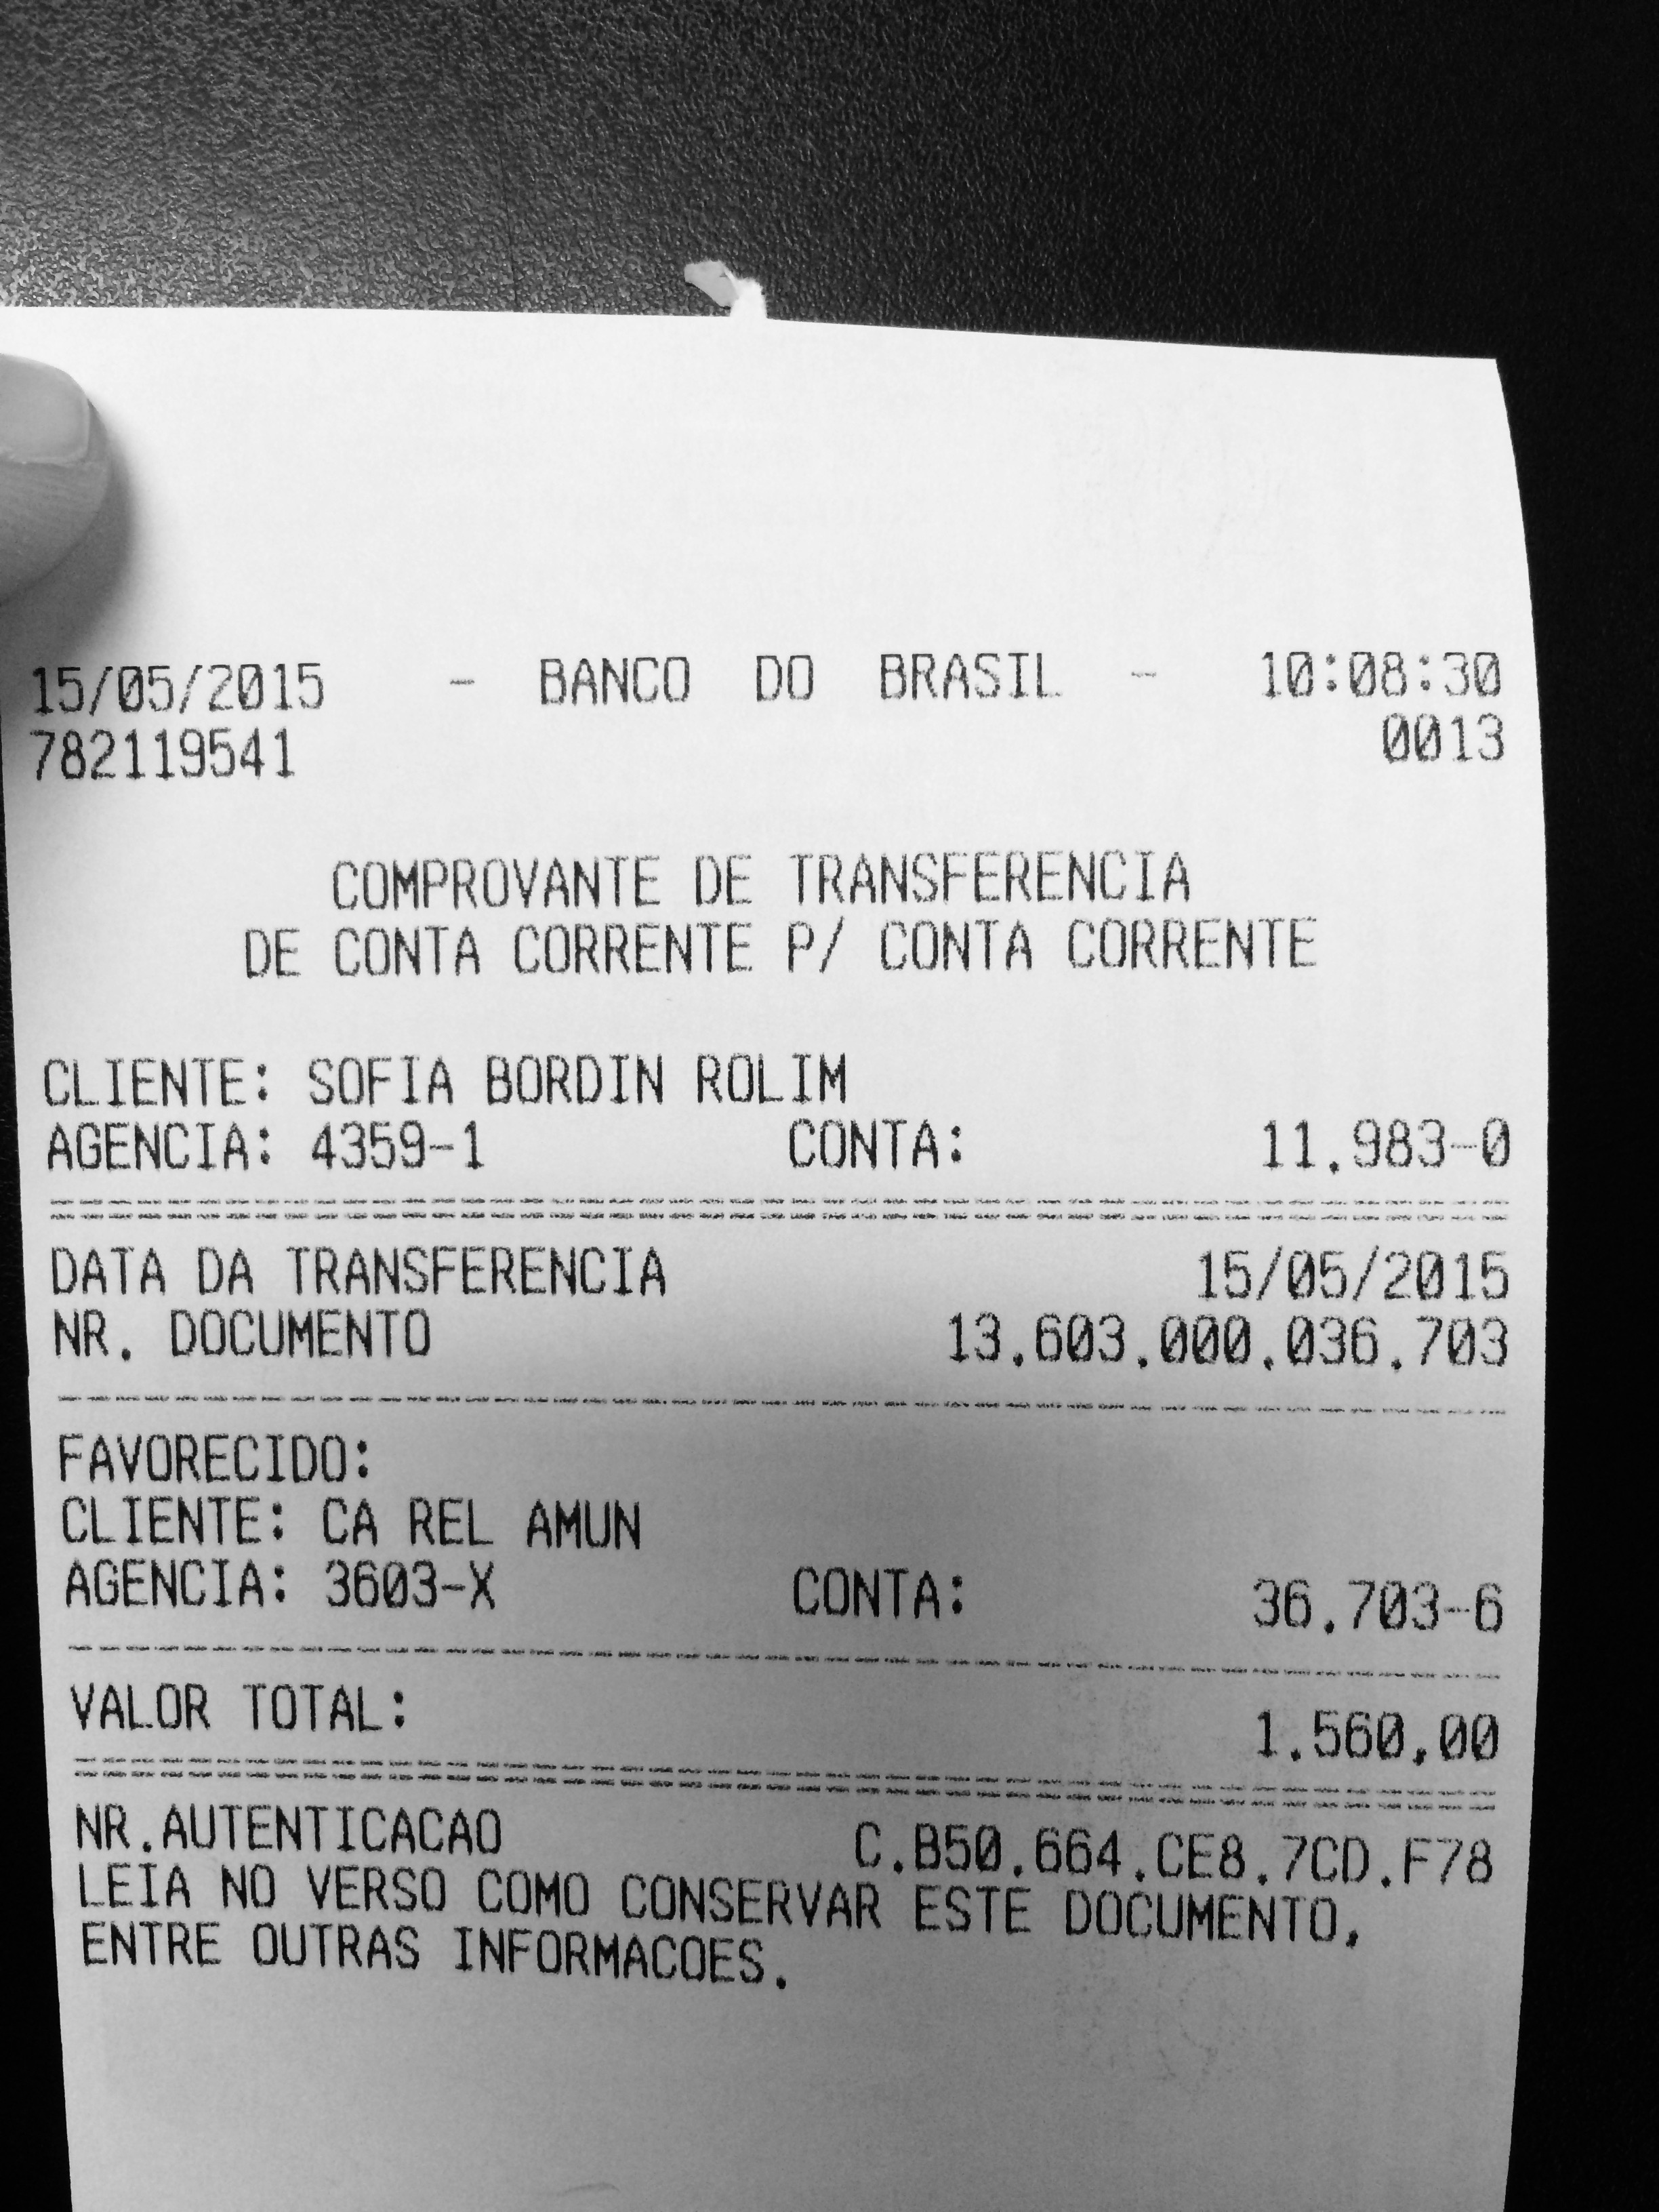 15/05/2015 - BANCO DO BRASIL - 10:08:30
782119541 0013
COMPROVANTE DE TRANSFERENCIA
DE CONTA CORRENTE P/ CONTA CORRENTE
CLIENTE: SOFIA BORDIN ROLIM
AGENCIA: 4359-1 CONTA: 11.983-0
DATA DA TRANSFERENCIA 15/05/2015
NR. DOCUMENTO 13.603.000.036.703
FAVORECIDO:
CLIENTE: CA REL AMUN
AGENCIA: 3603-X CONTA: 36.703-6
VALOR TOTAL: 1.560,00
NR.AUTENTICACAO C.B50.664.CE8.7CD.F78
LEIA NO VERSO COMO CONSERVAR ESTE DOCUMENTO,
ENTRE OUTRAS INFORMACOES.